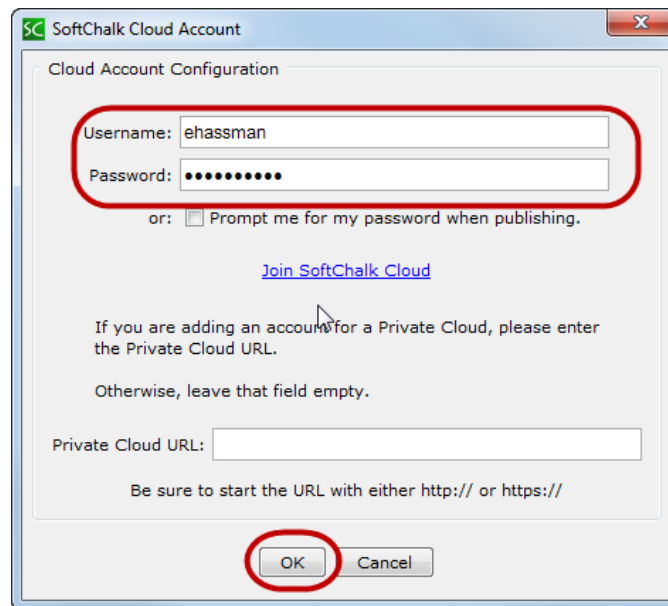 SC SoftChalk Cloud Account
Cloud Account Configuration
Username: ehassman
Password: ••••••••••
or: Prompt me for my password when publishing.
Join SoftChalk Cloud
If you are adding an account for a Private Cloud, please enter
the Private Cloud URL.
Otherwise, leave that field empty.
Private Cloud URL:
Be sure to start the URL with either http:// or https://
OK Cancel